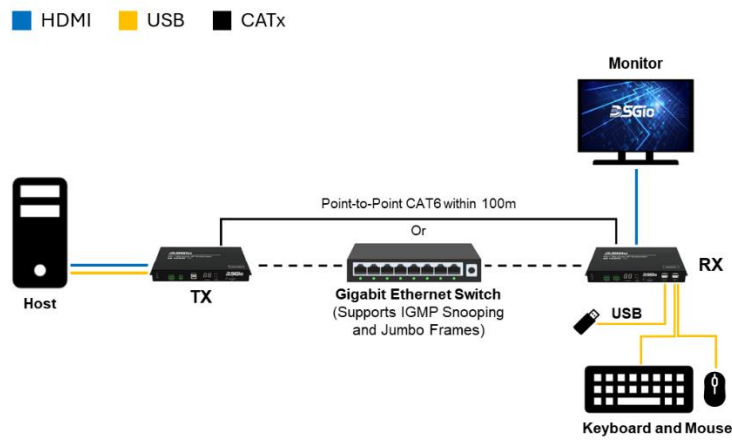 HDMI USB CATx
Monitor
SGio
Point-to-Point CAT6 within 100m
Or
Host
TX
Gigabit Ethernet Switch
(Supports IGMP Snooping
and Jumbo Frames)
RX
USB
Keyboard and Mouse